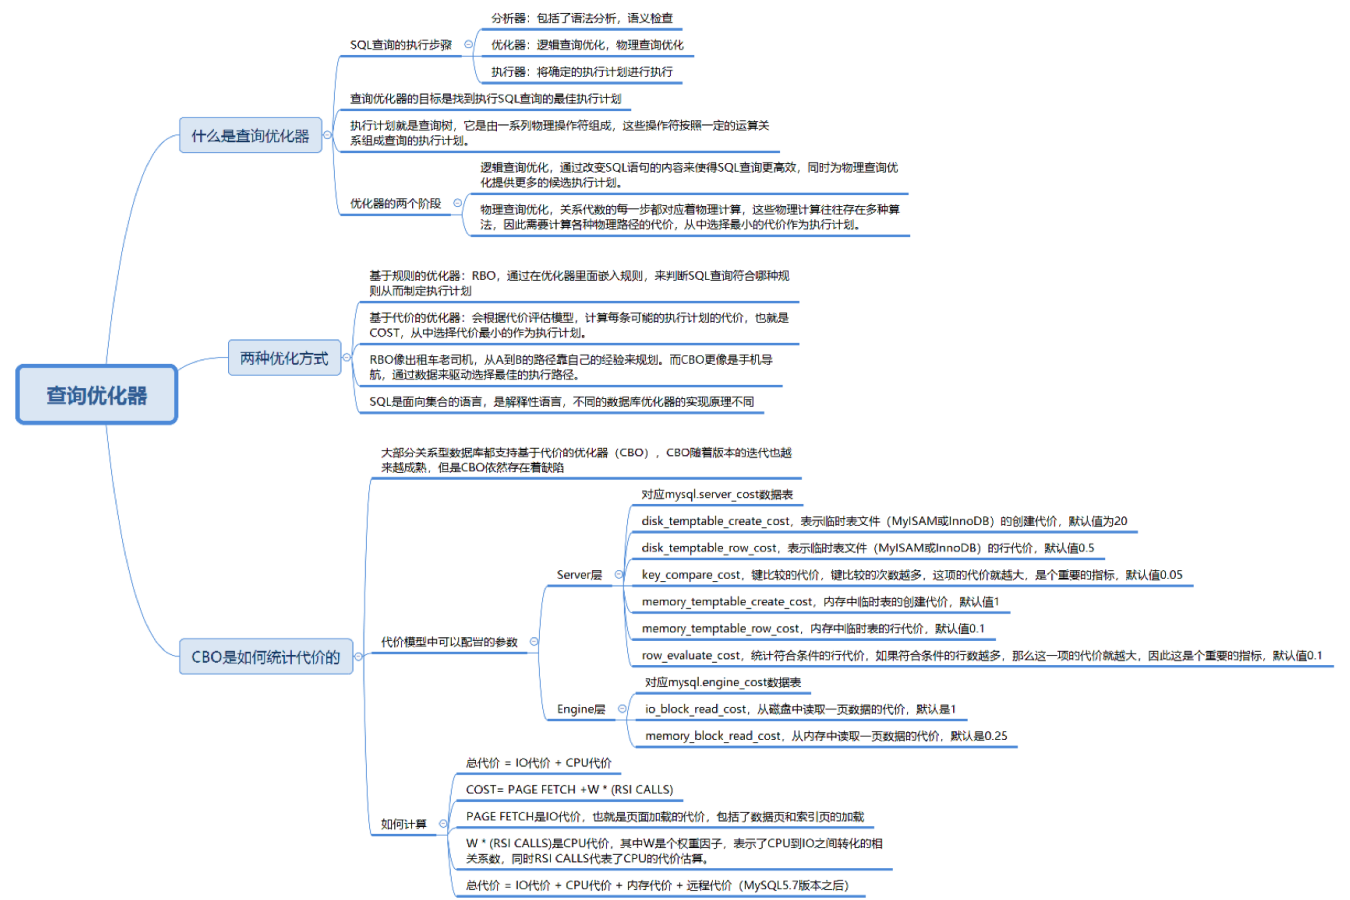 查询优化器
什么是查询优化器
SQL查询的执行步骤
分析器：包括了语法分析，语义检查
优化器：逻辑查询优化，物理查询优化
执行器：将确定的执行计划进行执行
查询优化器的目标是找到执行SQL查询的最佳执行计划
执行计划就是查询树，它是由一系列物理操作符组成，这些操作符按照一定的运算关
系组成查询的执行计划。
优化器的两个阶段
逻辑查询优化，通过改变SQL语句的内容来使得SQL查询更高效，同时为物理查询优
化提供更多的候选执行计划。
物理查询优化，关系代数的每一步都对应着物理计算，这些物理计算往往存在多种算
法，因此需要计算各种物理路径的代价，从中选择最小的代价作为执行计划。
两种优化方式
基于规则的优化器：RBO，通过在优化器里面嵌入规则，来判断SQL查询符合哪种规
则从而制定执行计划
基于代价的优化器：会根据代价评估模型，计算每条可能的执行计划的代价，也就是
COST，从中选择代价最小的作为执行计划。
RBO像出租车老司机，从A到B的路径靠自己的经验来规划。而CBO更像是手机导
航，通过数据来驱动选择最佳的执行路径。
SQL是面向集合的语言，是解释性语言，不同的数据库优化器的实现原理不同
CBO是如何统计代价的
大部分关系型数据库都支持基于代价的优化器（CBO），CBO随着版本的迭代也越
来越成熟，但是CBO依然存在着缺陷
代价模型中可以配置的参数
Server层
对应mysql.server_cost数据表
disk_temptable_create_cost，表示临时表文件（MyISAM或InnoDB）的创建代价，默认值为20
disk_temptable_row_cost，表示临时表文件（MyISAM或InnoDB）的行代价，默认值0.5
key_compare_cost，键比较的代价，键比较的次数越多，这项的代价就越大，是个重要的指标，默认值0.05
memory_temptable_create_cost，内存中临时表的创建代价，默认值1
memory_temptable_row_cost，内存中临时表的行代价，默认值0.1
row_evaluate_cost，统计符合条件的行代价，如果符合条件的行数越多，那么这一项的代价就越大，因此这是个重要的指标，默认值0.1
Engine层
对应mysql.engine_cost数据表
io_block_read_cost，从磁盘中读取一页数据的代价，默认是1
memory_block_read_cost，从内存中读取一页数据的代价，默认是0.25
如何计算
总代价 = IO代价 + CPU代价
COST= PAGE FETCH +W * (RSI CALLS)
PAGE FETCH是IO代价，也就是页面加载的代价，包括了数据页和索引页的加载
W * (RSI CALLS)是CPU代价，其中W是个权重因子，表示了CPU到IO之间转化的相
关系数，同时RSI CALLS代表了CPU的代价估算。
总代价 = IO代价 + CPU代价 + 内存代价 + 远程代价（MySQL5.7版本之后）